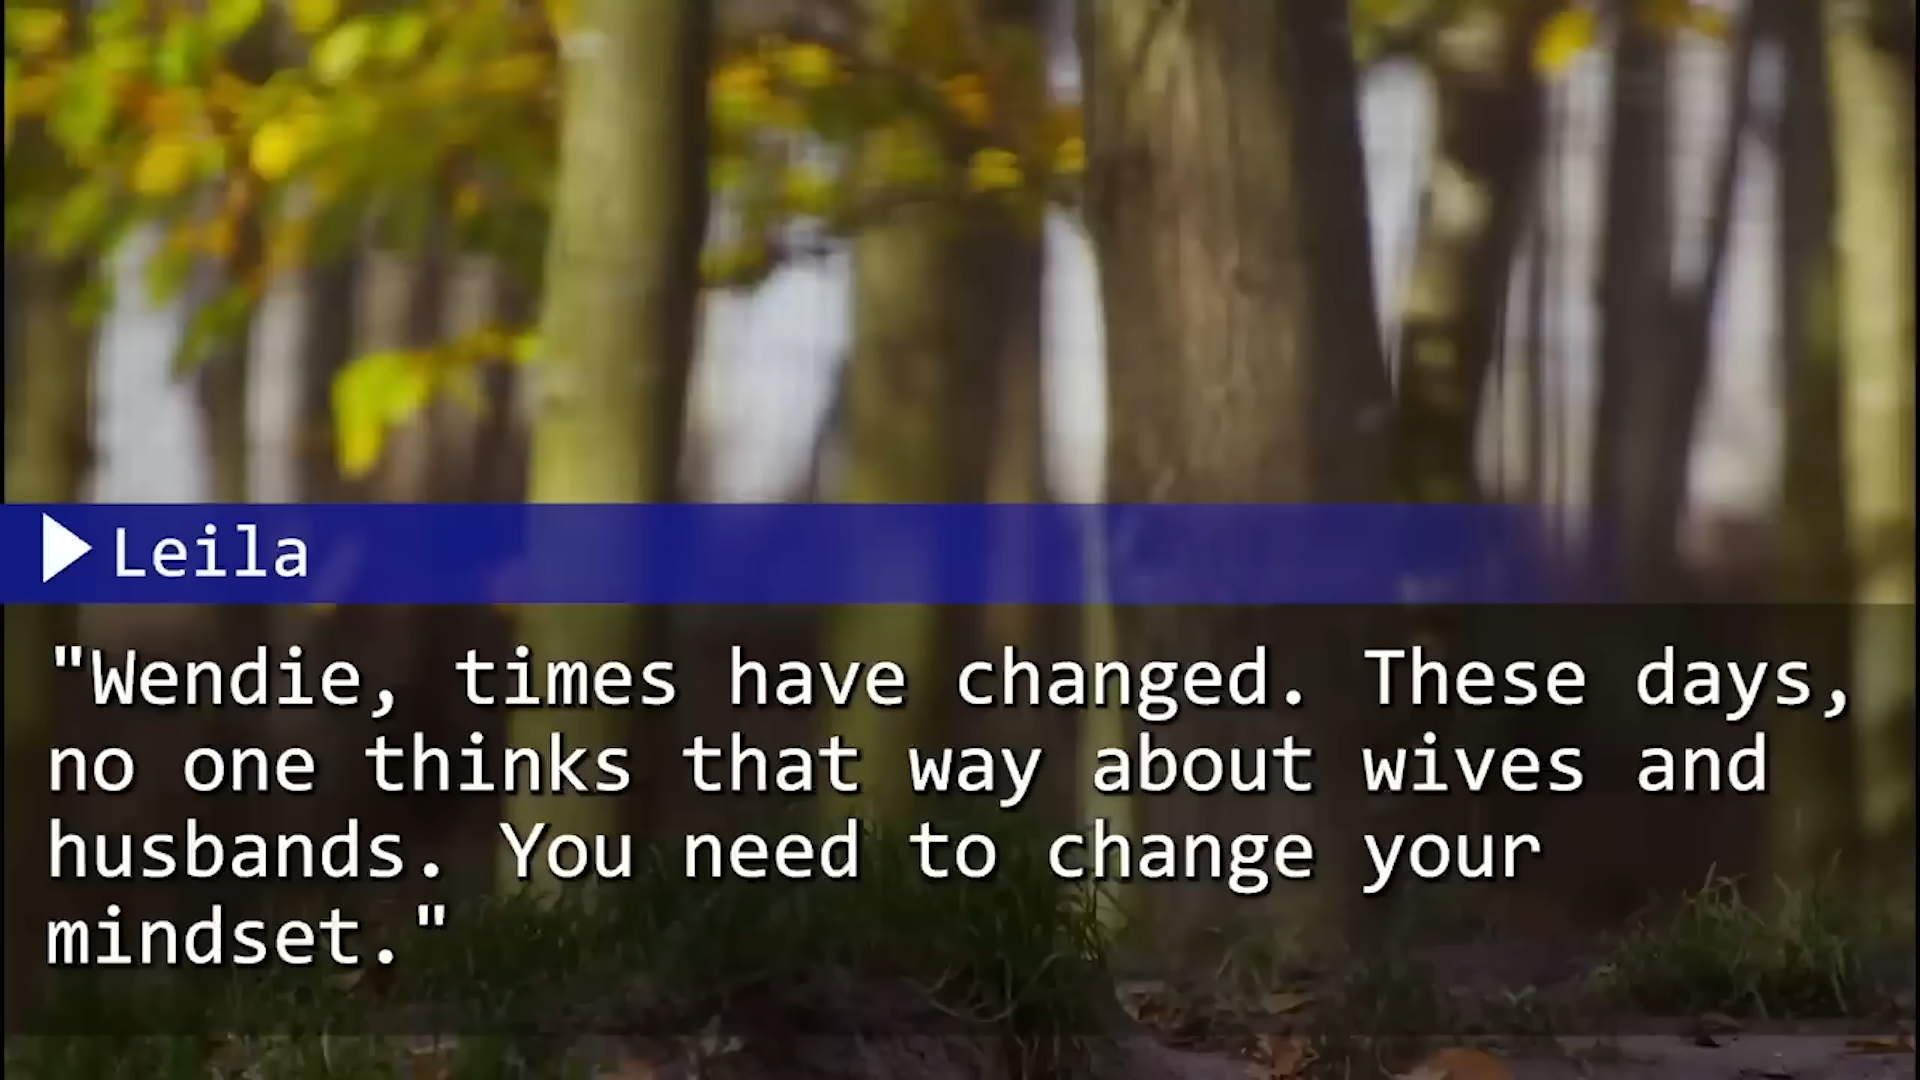 Leila
"Wendie, times have changed. These days,
no one thinks that way about wives and
husbands. You need to change your
mindset."